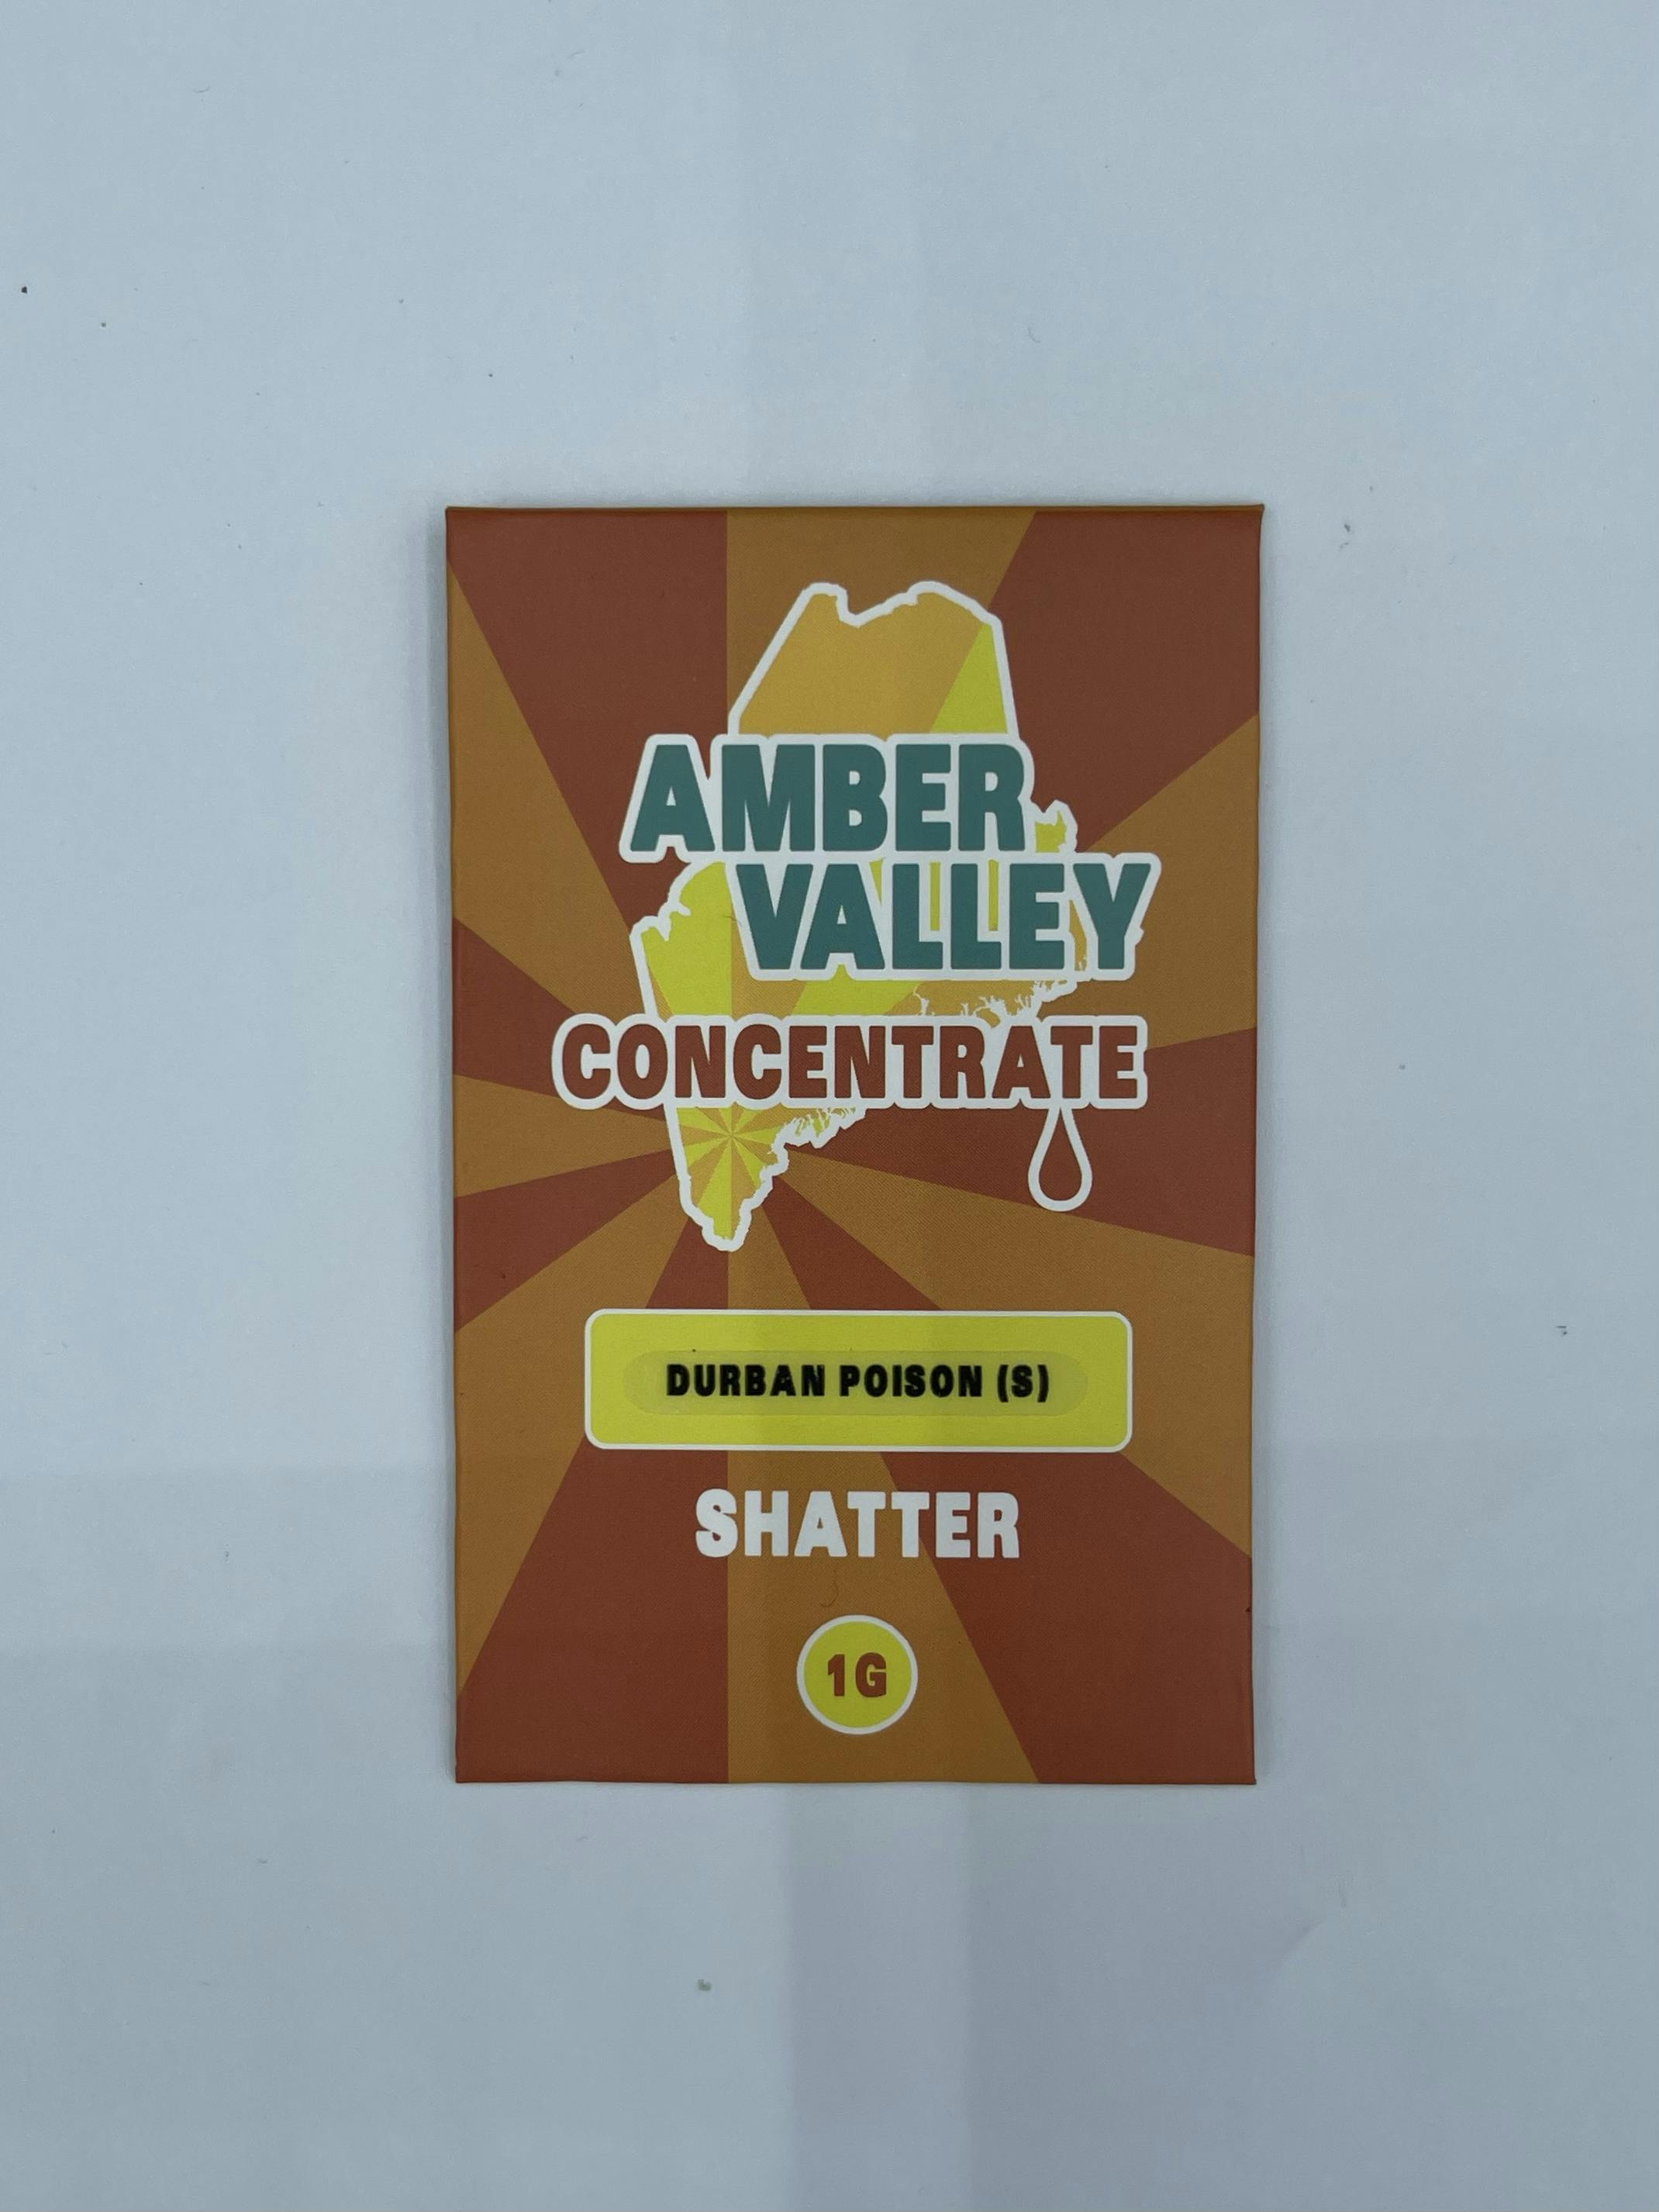 AMBER
VALLEY
CONCENTRATE
DURBAN POISON (S)
SHATTER
1G